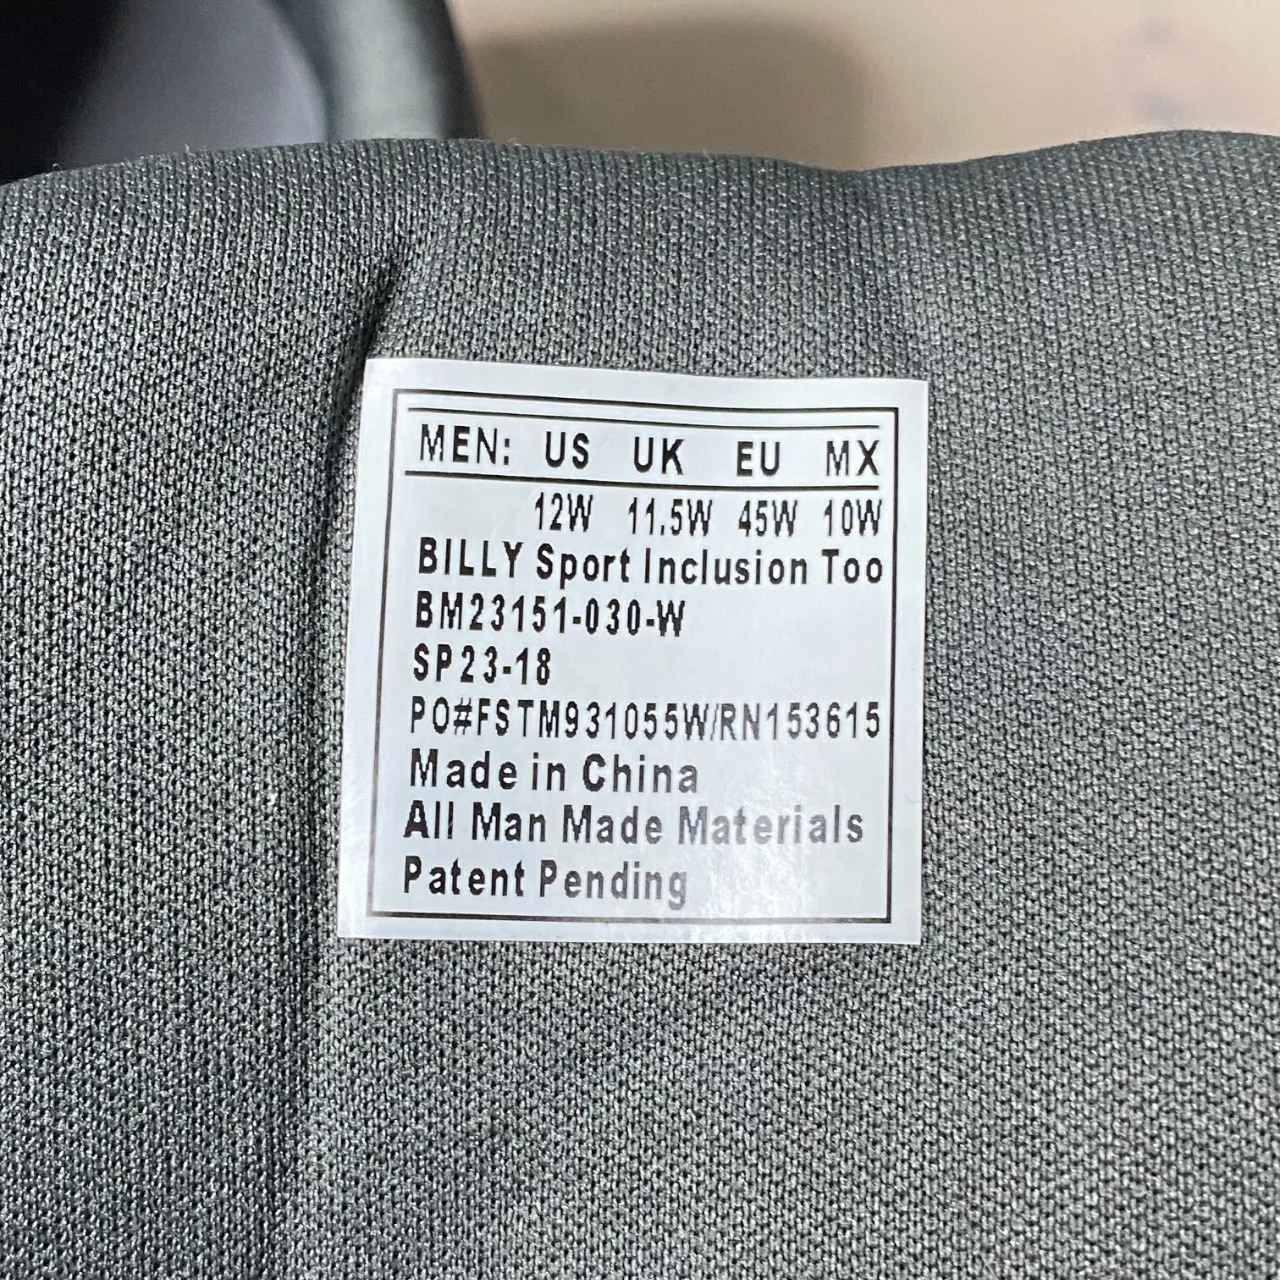 MEN: US UK EU MX
12W 11.5W 45W 10W
BILLY Sport Inclusion Too
BM23151-030-W
SP23-18
PO#FSTM931055W/RN153615
Made in China
All Man Made Materials
Patent Pending